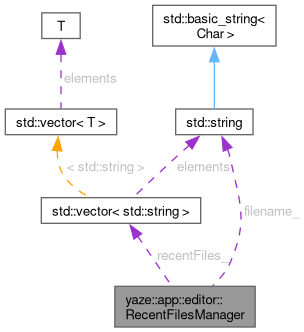 T
std::basic_string<
Char >
elements
std::vector< T >
std::string
< std::string >
elements
std::vector< std::string >
filename_
recentFiles_
yaze::app::editor::
RecentFilesManager